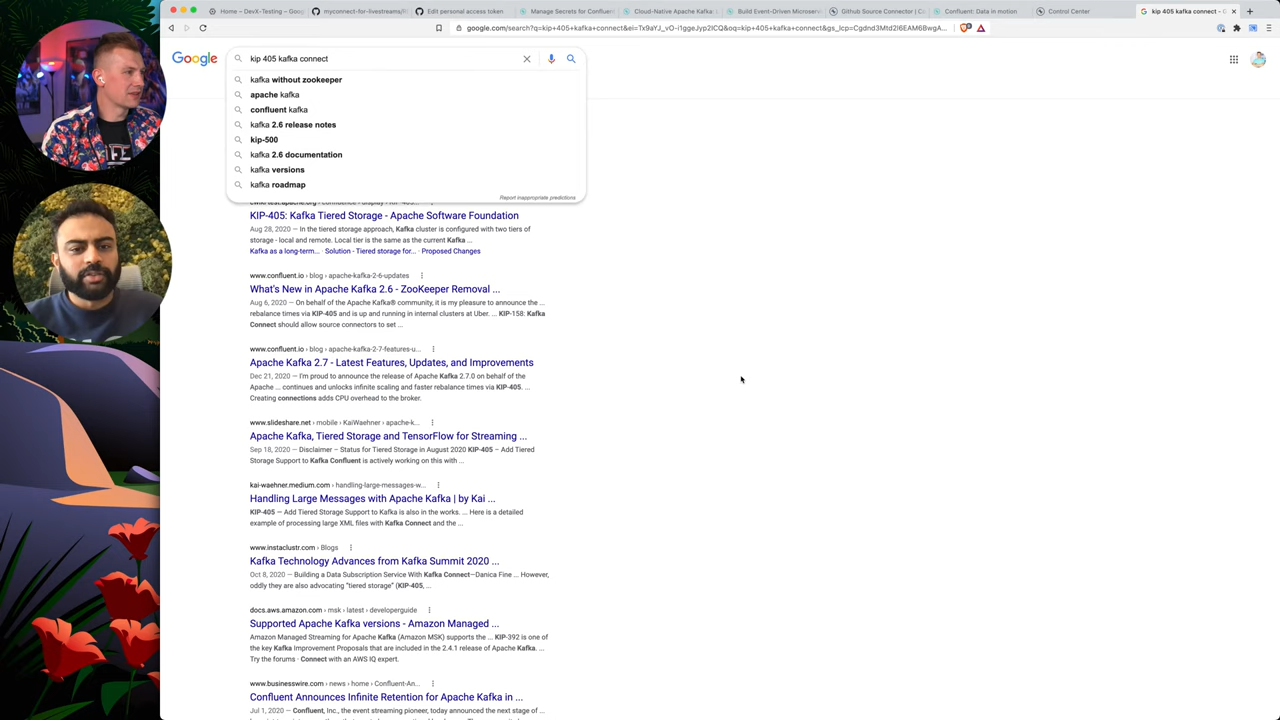 Home – DevX-Testing – Goog
myconnect-for-livestreams/R
Edit personal access token
Manage Secrets for Confluen
Cloud-Native Apache Kafka
Build Event-Driven Microserv
Github Source Connector | C
Confluent: Data in motion
Control Center
kip 405 kafka connect - G
Google
kip 405 kafka connect
kafka without zookeeper
apache kafka
confluent kafka
kafka 2.6 release notes
kip-500
kafka 2.6 documentation
kafka versions
kafka roadmap
Report inappropriate predictions
KIP-405: Kafka Tiered Storage - Apache Software Foundation
Aug 28, 2020 — In the tiered storage approach, Kafka cluster is configured with two tiers of
storage - local and remote. Local tier is the same as the current Kafka ...
Kafka as a long-term... · Solution - Tiered storage for... · Proposed Changes
www.confluent.io › blog › apache-kafka-2-6-updates
What's New in Apache Kafka 2.6 - ZooKeeper Removal ...
Aug 6, 2020 — On behalf of the Apache Kafka® community, it is my pleasure to announce the ...
rebalance times via KIP-405 and is up and running in internal clusters at Uber. ... KIP-158: Kafka
Connect should allow source connectors to set ...
www.confluent.io › blog › apache-kafka-2-7-features-u...
Apache Kafka 2.7 - Latest Features, Updates, and Improvements
Dec 21, 2020 — I'm proud to announce the release of Apache Kafka 2.7.0 on behalf of the
Apache ... continues and unlocks infinite scaling and faster rebalance times via KIP-405. ...
Creating connections adds CPU overhead to the broker.
www.slideshare.net › mobile › KaiWaehner › apache-k...
Apache Kafka, Tiered Storage and TensorFlow for Streaming ...
Sep 18, 2020 — Disclaimer – Status for Tiered Storage in August 2020 KIP-405 – Add Tiered
Storage Support to Kafka Confluent is actively working on this with ...
kai-waehner.medium.com › handling-large-messages-w...
Handling Large Messages with Apache Kafka | by Kai ...
KIP-405 — Add Tiered Storage Support to Kafka is also in the works. ... Here is a detailed
example of processing large XML files with Kafka Connect and the ...
www.instaclustr.com › Blogs
Kafka Technology Advances from Kafka Summit 2020 ...
Oct 8, 2020 — Building a Data Subscription Service With Kafka Connect—Danica Fine ... However,
oddly they are also advocating "tiered storage" (KIP-405, ...
docs.aws.amazon.com › msk › latest › developerguide
Supported Apache Kafka versions - Amazon Managed ...
Amazon Managed Streaming for Apache Kafka (Amazon MSK) supports the ... KIP-392 is one of
the key Kafka Improvement Proposals that are included in the 2.4.1 release of Apache Kafka. ...
Try the forums · Connect with an AWS IQ expert.
www.businesswire.com › news › home › Confluent-An...
Confluent Announces Infinite Retention for Apache Kafka in ...
Jul 1, 2020 — Confluent, Inc., the event streaming pioneer, today announced the next stage of ...